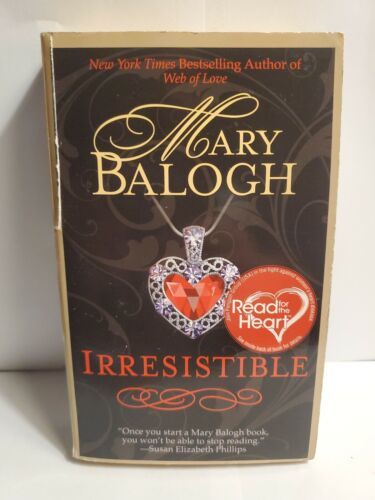 New York Times Bestselling Author of
Web of Love
MARY
BALOGH
Read
for the
Heart
IRRESISTIBLE
"Once you start a Mary Balogh book,
you won't be able to stop reading."
—Susan Elizabeth Phillips